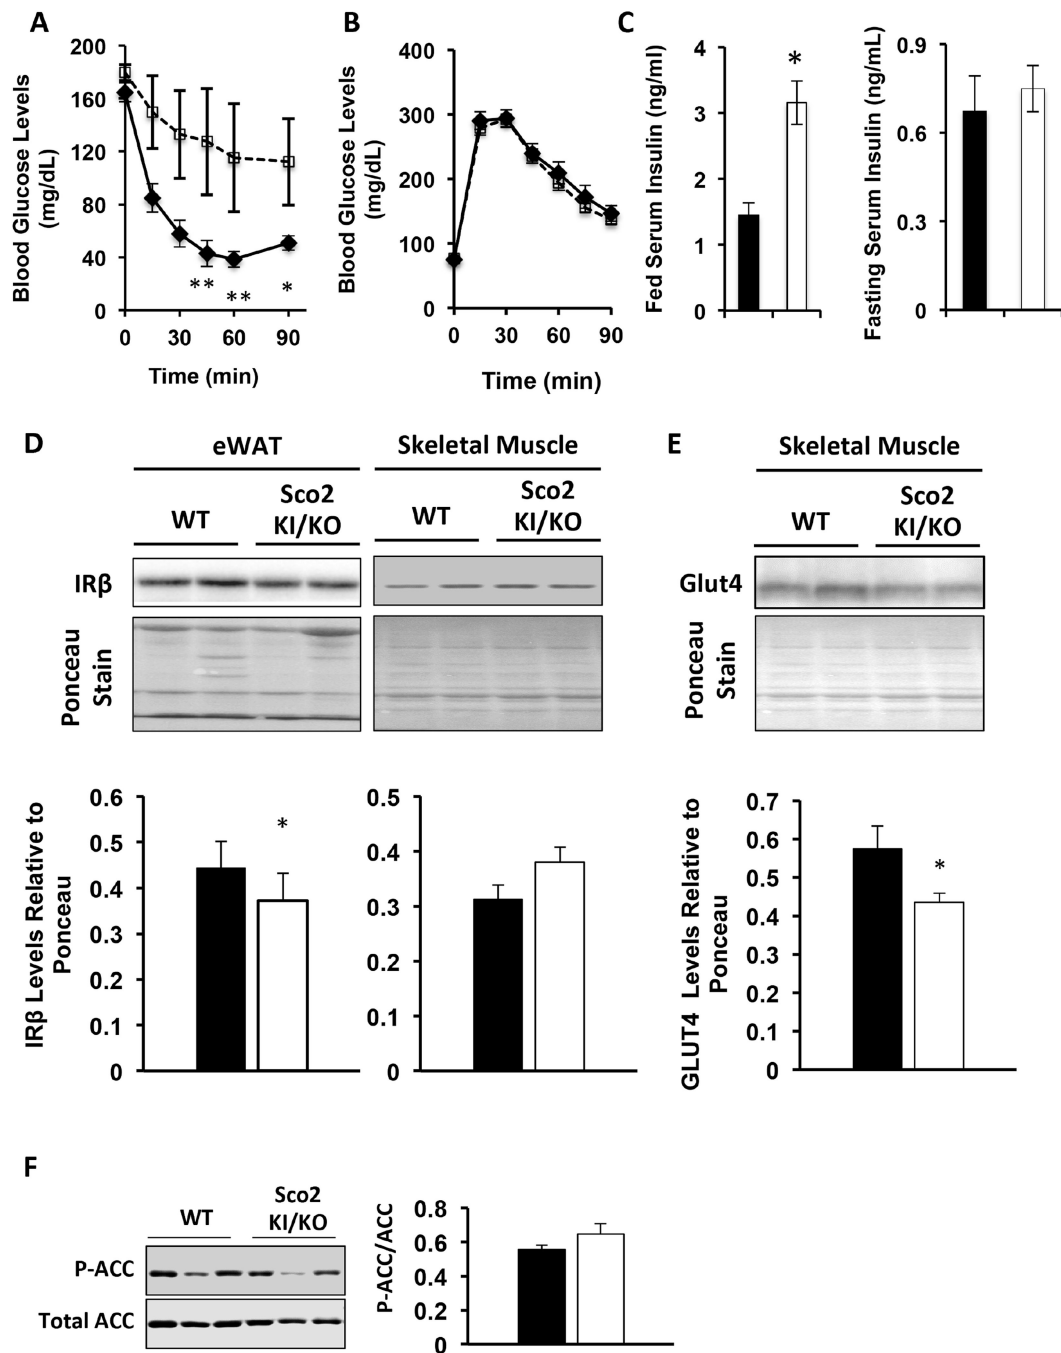 A
Blood Glucose Levels
(mg/dL)
200
160
120
80
40
0
** ** *
0 30 60 90
Time (min)
B
Blood Glucose Levels
(mg/dL)
400
300
200
100
0
0 30 60 90
Time (min)
C
Fed Serum Insulin (ng/ml)
4
3
2
1
0
*
Fasting Serum Insulin (ng/mL)
0.9
0.6
0.3
0
D
eWAT
Skeletal Muscle
WT
Sco2
KI/KO
WT
Sco2
KI/KO
IRβ
Ponceau
Stain
IRβ Levels Relative to
Ponceau
0.6
0.5
0.4
0.3
0.2
0.1
0
*
0.5
0.4
0.3
0.2
0.1
0
E
Skeletal Muscle
WT
Sco2
KI/KO
Glut4
Ponceau
Stain
GLUT4 Levels Relative to
Ponceau
0.7
0.6
0.5
0.4
0.3
0.2
0.1
0
*
F
WT
Sco2
KI/KO
P-ACC
Total ACC
P-ACC/ACC
0.8
0.6
0.4
0.2
0